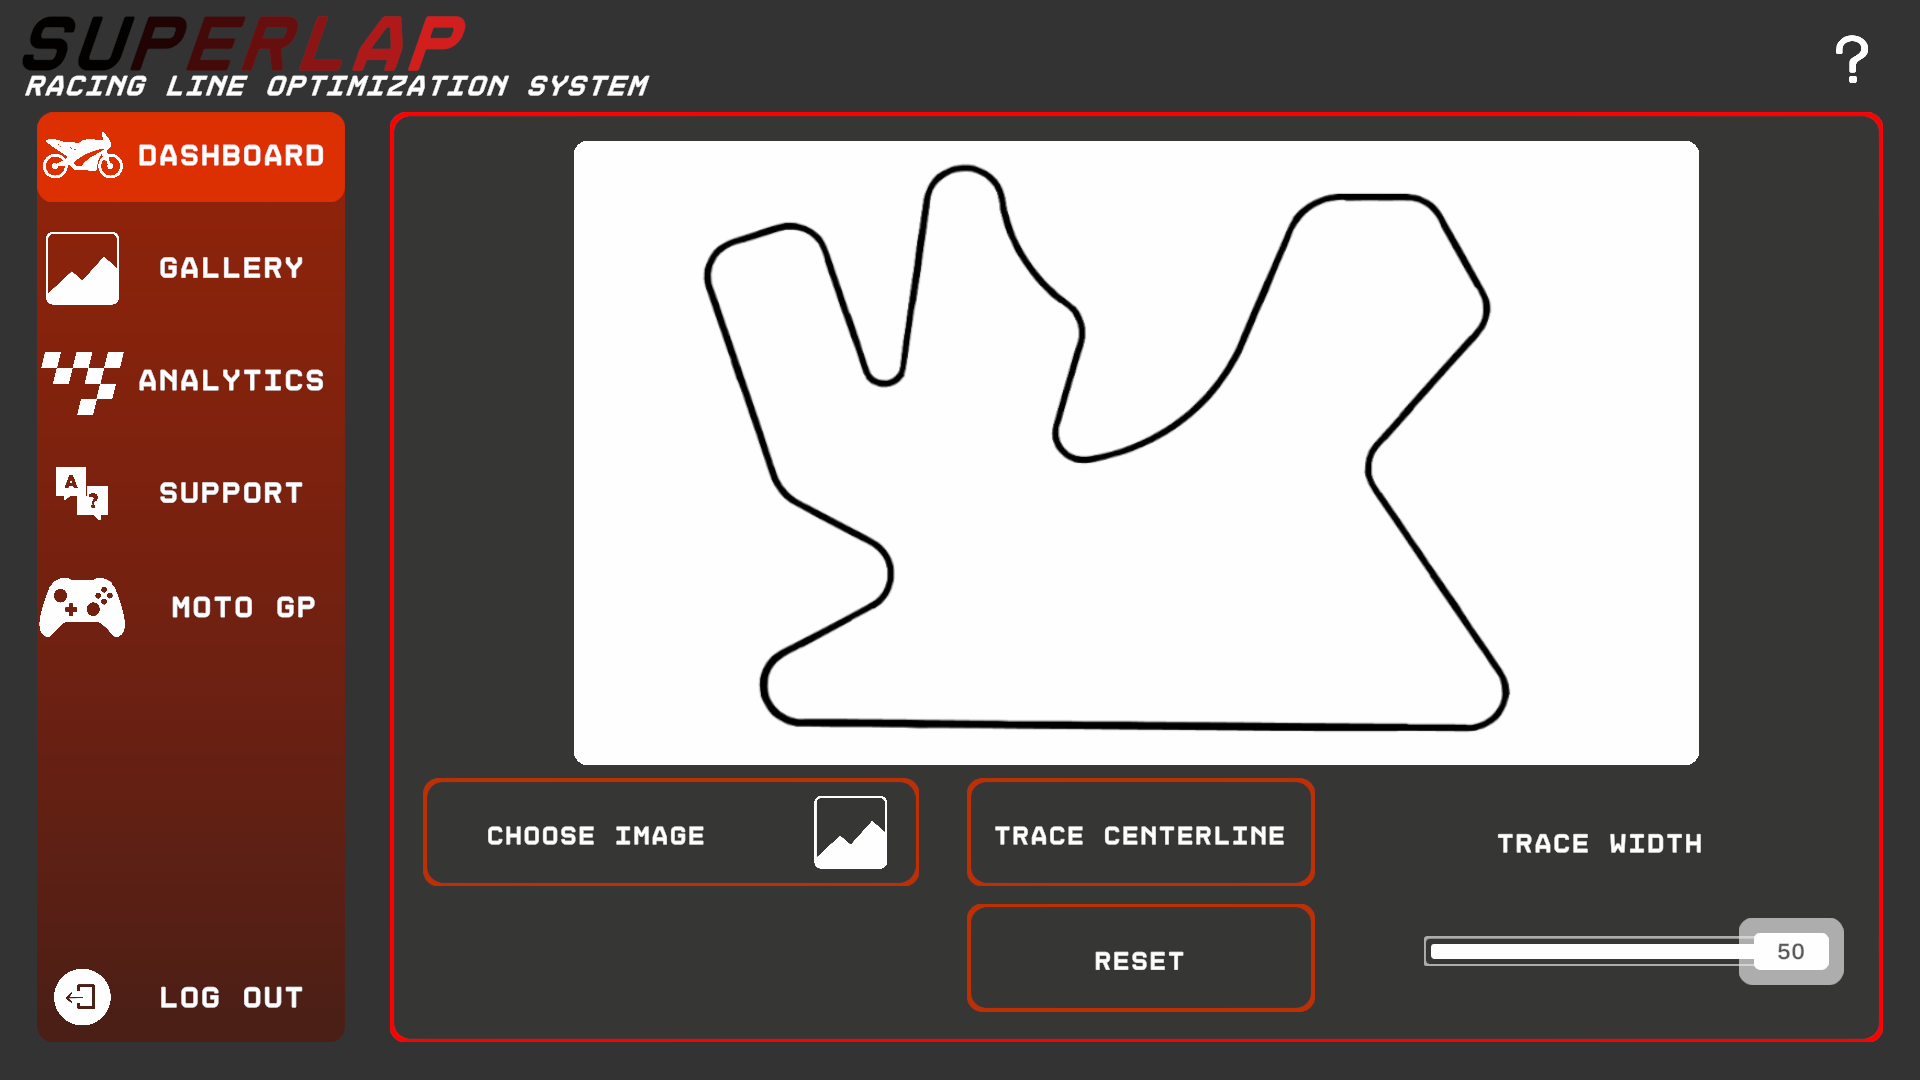 SUPERLAP
RACING LINE OPTIMIZATION SYSTEM
?
DASHBOARD
GALLERY
ANALYTICS
A
?
SUPPORT
MOTO GP
LOG OUT
CHOOSE IMAGE
TRACE CENTERLINE
TRACE WIDTH
RESET
50